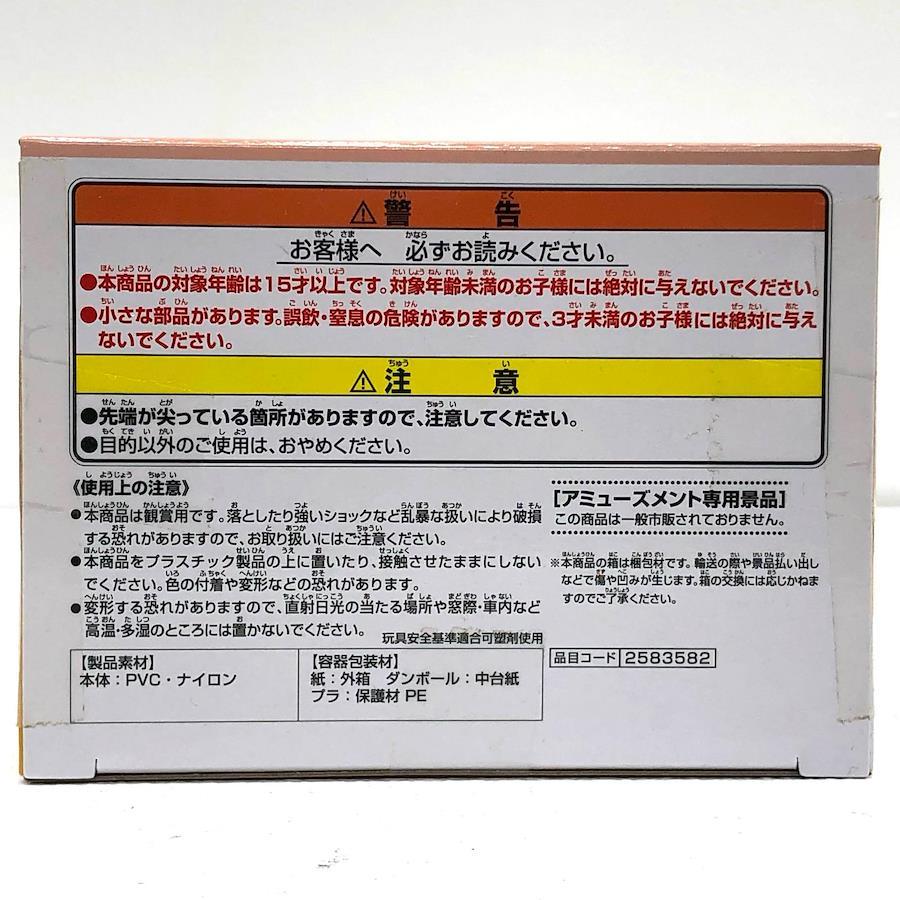 ⚠警告
お客様へ 必ずお読みください。
●本商品の対象年齢は15才以上です。対象年齢未満のお子様には絶対に与えないでください。
●小さな部品があります。誤飲・窒息の危険がありますので、3才未満のお子様には絶対に与え
ないでください。
⚠注意
●先端が尖っている箇所がありますので、注意してください。
●目的以外のご使用は、おやめください。
《使用上の注意》
●本商品は観賞用です。落としたり強いショックなど乱暴な扱いにより破損
する恐れがありますので、お取り扱いにはご注意ください。
●本商品をプラスチック製品の上に置いたり、接触させたままにしない
でください。色の付着や変形などの恐れがあります。
●変形する恐れがありますので、直射日光の当たる場所や窓際・車内など
高温・多湿のところには置かないでください。
玩具安全基準適合可塑剤使用
【製品素材】
本体:PVC・ナイロン
【容器包装材】
紙:外箱 ダンボール:中台紙
プラ:保護材 PE
[アミューズメント専用景品]
この商品は一般市販されておりません。
※本商品の箱は梱包材です。輸送の際や景品払い出し
などで傷や凹みが生じます。箱の交換には応じかねま
すのでご了承ください。
品目コード 2583582